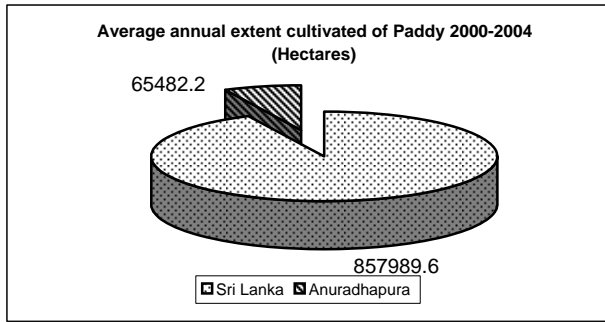 Average annual extent cultivated of Paddy 2000-2004
(Hectares)
65482.2
857989.6
Sri Lanka Anuradhapura